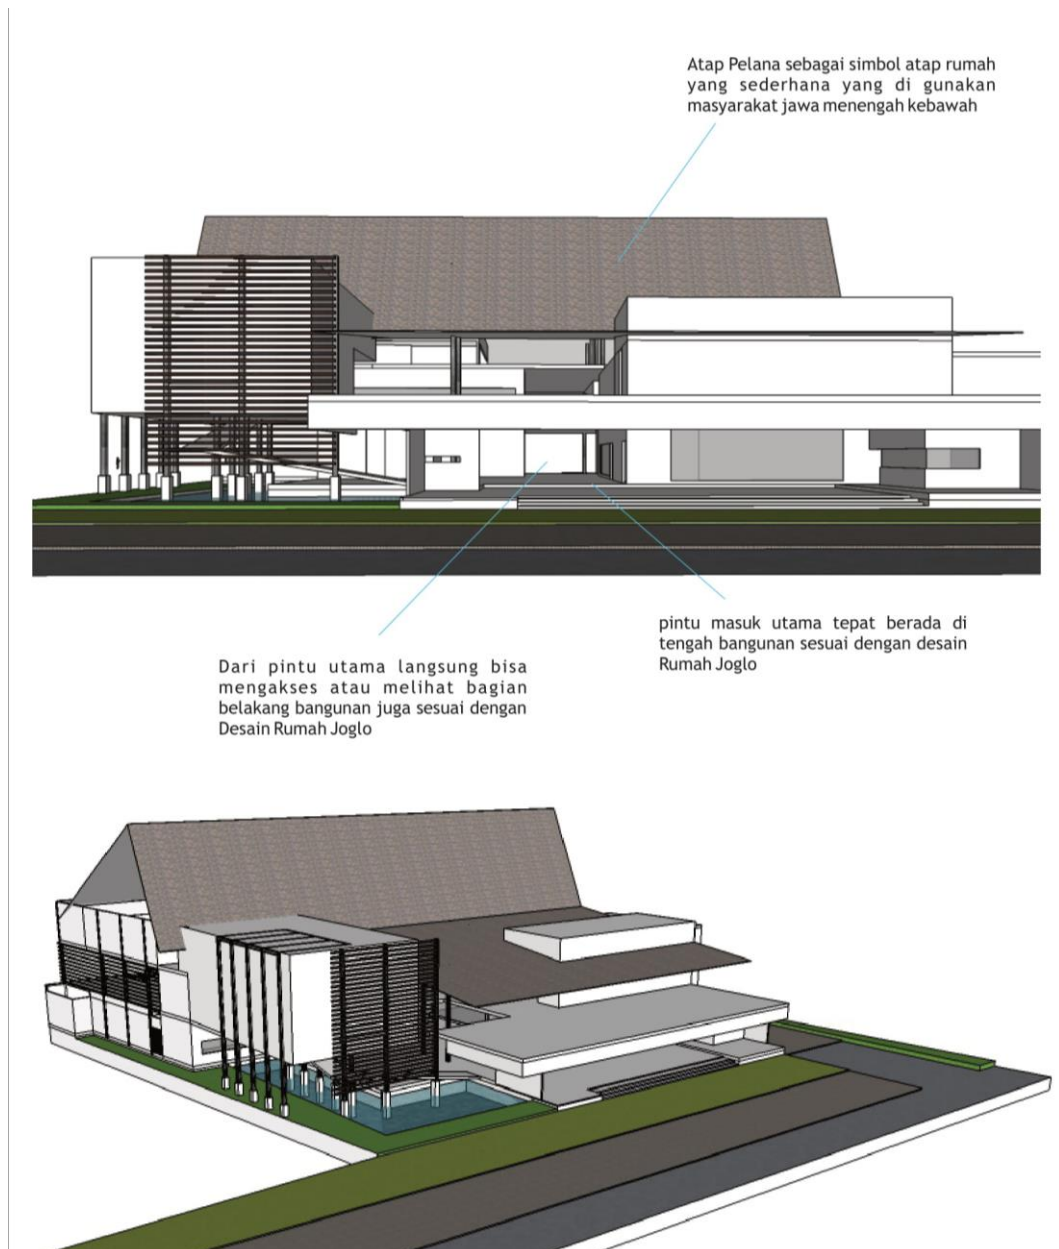 Atap Pelana sebagai simbol atap rumah
yang sederhana yang di gunakan
masyarakat jawa menengah kebawah
pintu masuk utama tepat berada di
tengah bangunan sesuai dengan desain
Rumah Joglo
Dari pintu utama langsung bisa
mengakses atau melihat bagian
belakang bangunan juga sesuai dengan
Desain Rumah Joglo